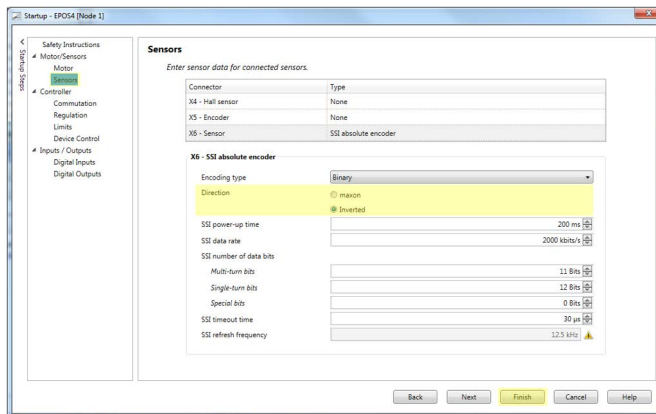 Startup - EPOS4 [Node 1]
Startup Steps
Safety Instructions
Motor/Sensors
Motor
Sensors
Controller
Commutation
Regulation
Limits
Device Control
Inputs / Outputs
Digital Inputs
Digital Outputs
Sensors
Enter sensor data for connected sensors.
Connector Type
X4 - Hall sensor None
X5 - Encoder None
X6 - Sensor SSI absolute encoder
X6 - SSI absolute encoder
Encoding type Binary
Direction maxon
Inverted
SSI power-up time 200 ms
SSI data rate 2000 kbits/s
SSI number of data bits
Multi-turn bits 11 Bits
Single-turn bits 12 Bits
Special bits 0 Bits
SSI timeout time 30 µs
SSI refresh frequency 12.5 kHz
Back Next Finish Cancel Help